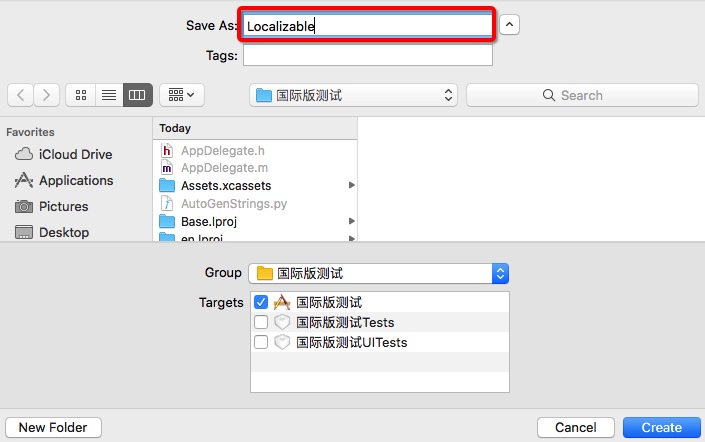 Save As: Localizable
Tags:
国际版测试
Search
Favorites
iCloud Drive
Applications
Pictures
Desktop
Today
AppDelegate.h
AppDelegate.m
Assets.xcassets
AutoGenStrings.py
Base.lproj
en.lproj
Group 国际版测试
Targets 国际版测试
国际版测试Tests
国际版测试UITests
New Folder
Cancel
Create